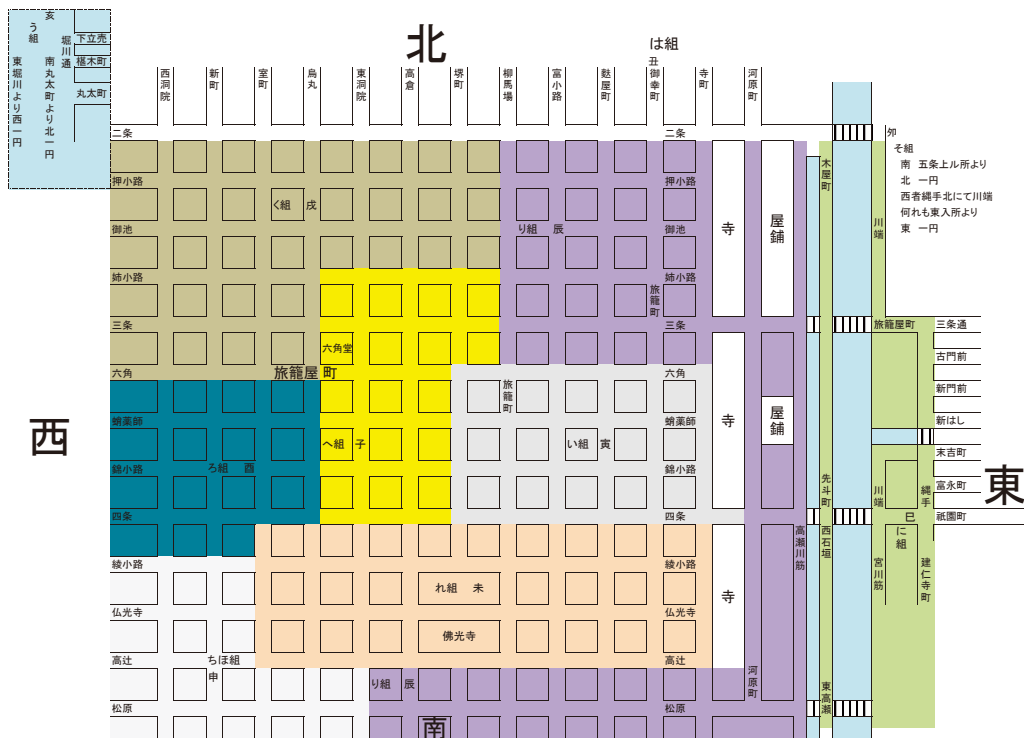 北
西
東
南
亥
う組
東堀川より西一円
南丸太町より北一円
堀川通
下立売
椹木町
丸太町
は組
丑
西洞院
新町
室町
烏丸
東洞院
高倉
堺町
柳馬場
富小路
麩屋町
御幸町
寺町
河原町
二条
二条
押小路
押小路
御池
御池
姉小路
姉小路
三条
三条
六角
六角
蛸薬師
蛸薬師
錦小路
錦小路
四条
四条
綾小路
綾小路
仏光寺
仏光寺
高辻
高辻
松原
松原
く組 戌
り組 辰
六角堂
旅籠屋町
旅籠町
旅籠町
へ組 子
い組 寅
ろ組 酉
れ組 未
佛光寺
ちほ組
申
り組 辰
寺
寺
寺
屋鋪
屋鋪
河原町
高瀬川筋
木屋町
先斗町
西石垣
東高瀬
卯
そ組
南 五条上ル所より
北 一円
西者縄手北にて川端
何れも東入所より
東 一円
川端
旅籠屋町
三条通
古門前
新門前
新はし
末吉町
富永町
祇園町
川端
縄手
巳
に組
宮川筋
建仁寺町